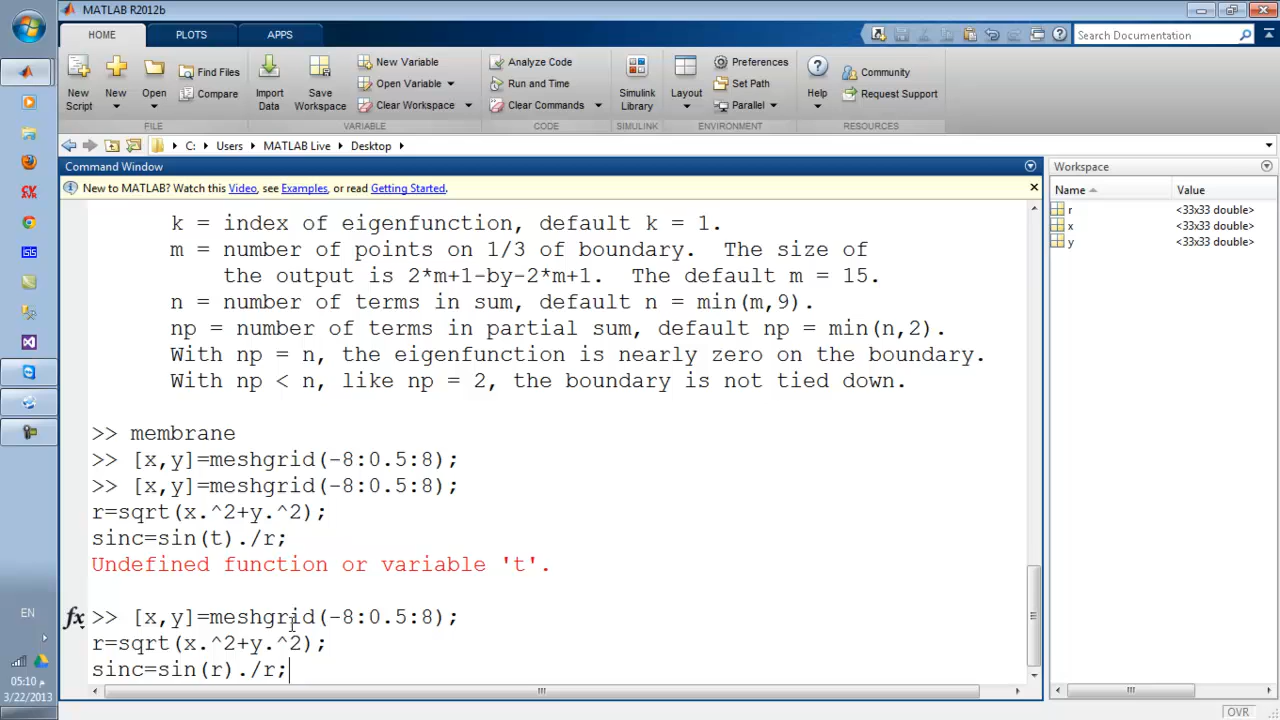 MATLAB R2012b
HOME PLOTS APPS
Search Documentation
New Script
New
Open
Find Files
Compare
Import Data
Save Workspace
New Variable
Open Variable
Clear Workspace
Analyze Code
Run and Time
Clear Commands
Simulink Library
Layout
Preferences
Set Path
Parallel
Help
Community
Request Support
FILE VARIABLE CODE SIMULINK ENVIRONMENT RESOURCES
C: Users MATLAB Live Desktop
Command Window
New to MATLAB? Watch this Video, see Examples, or read Getting Started.
k = index of eigenfunction, default k = 1.
m = number of points on 1/3 of boundary.  The size of
the output is 2*m+1-by-2*m+1.  The default m = 15.
n = number of terms in sum, default n = min(m,9).
np = number of terms in partial sum, default np = min(n,2).
With np = n, the eigenfunction is nearly zero on the boundary.
With np < n, like np = 2, the boundary is not tied down.
>> membrane
>> [x,y]=meshgrid(-8:0.5:8);
>> [x,y]=meshgrid(-8:0.5:8);
r=sqrt(x.^2+y.^2);
sinc=sin(t)./r;
Undefined function or variable 't'.
fx >> [x,y]=meshgrid(-8:0.5:8);
r=sqrt(x.^2+y.^2);
sinc=sin(r)./r;
Workspace
Name Value
r <33x33 double>
x <33x33 double>
y <33x33 double>
CV
AVR
ISIS
EN
05:10 م
3/22/2013
OVR